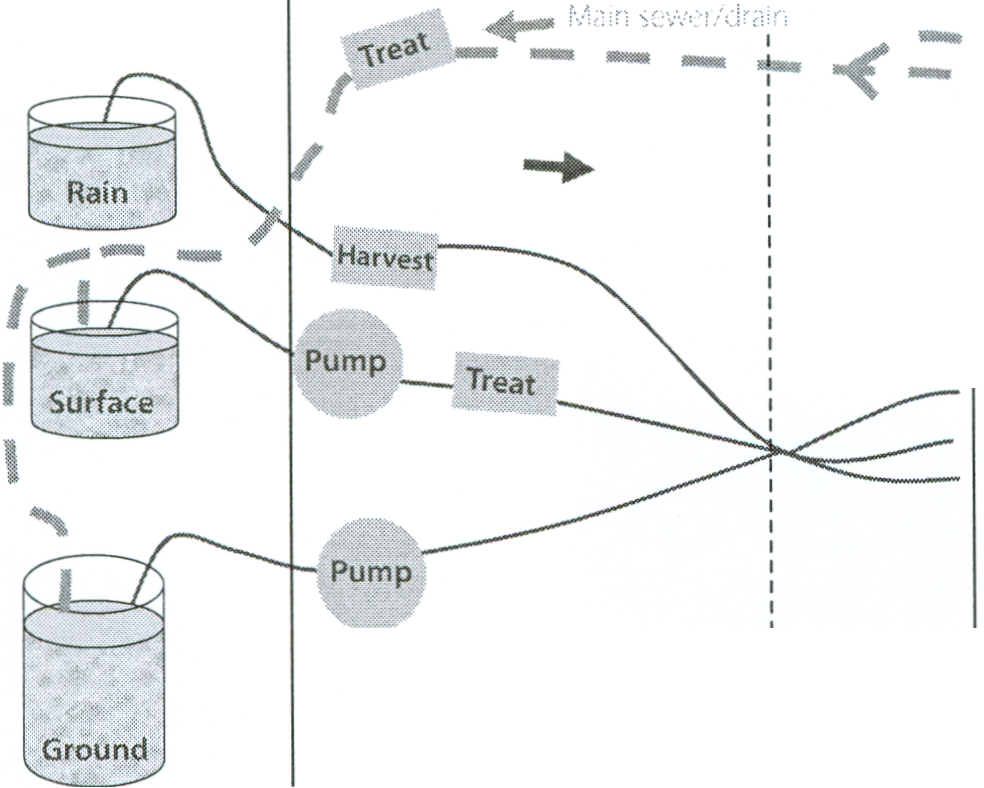 Main sewer/drain
Treat
Rain
Harvest
Pump
Treat
Surface
Pump
Ground